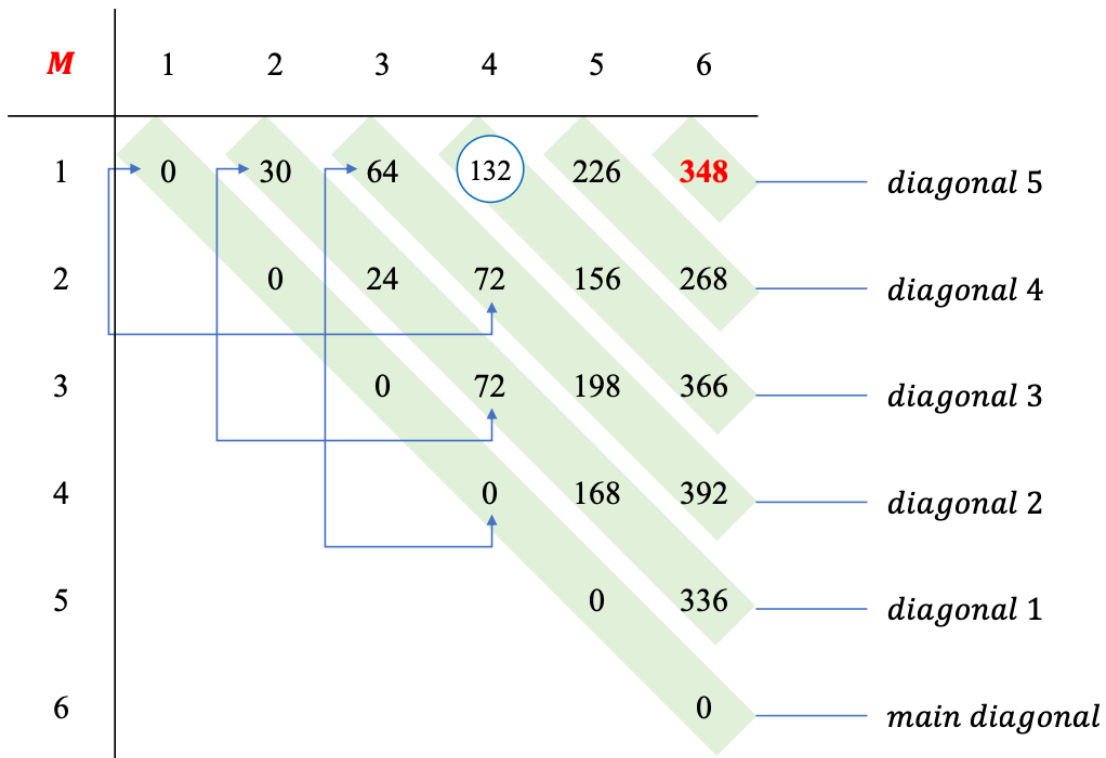 M 1 2 3 4 5 6
1 0 30 64 132 226 348 diagonal 5
2 0 24 72 156 268 diagonal 4
3 0 72 198 366 diagonal 3
4 0 168 392 diagonal 2
5 0 336 diagonal 1
6 0 main diagonal